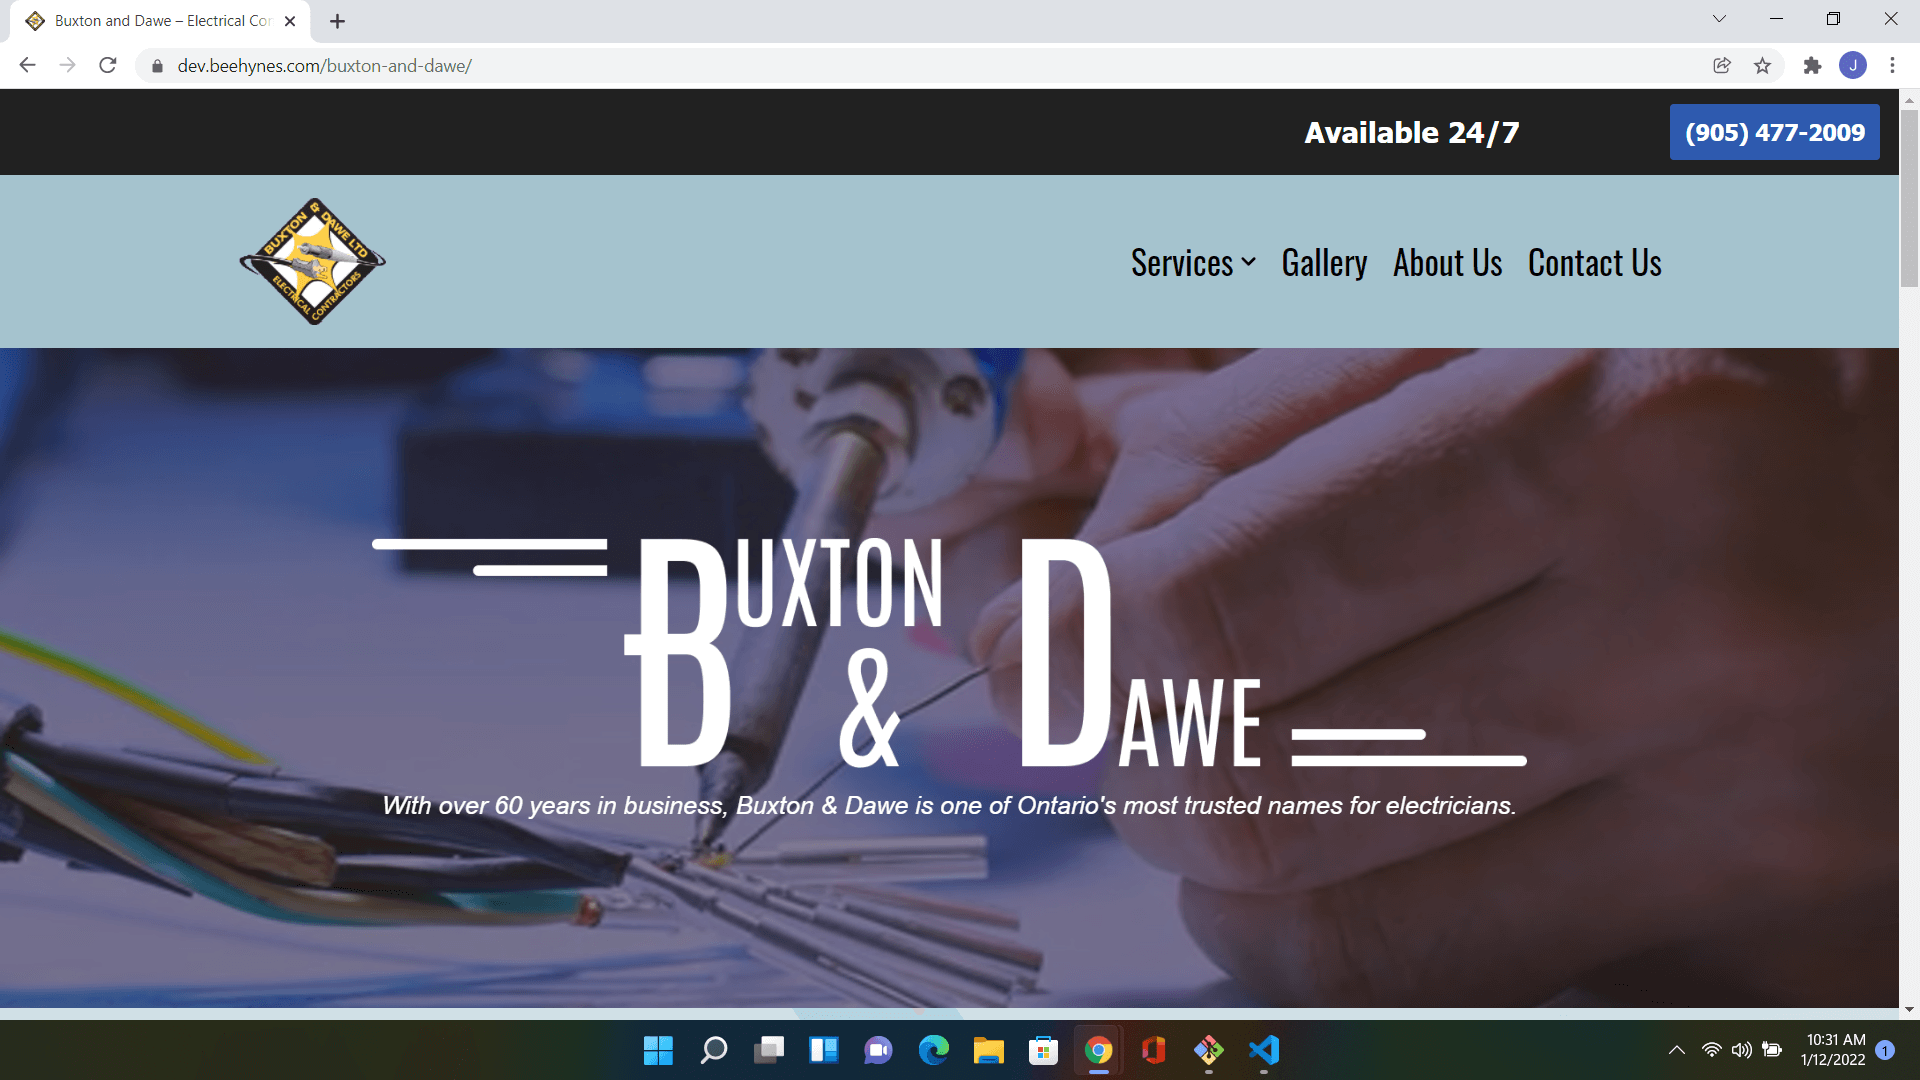 Buxton and Dawe – Electrical Cor
dev.beehynes.com/buxton-and-dawe/
J
Available 24/7
(905) 477-2009
BUXTON & DAWE LTD
ELECTRICAL CONTRACTORS
Services
Gallery
About Us
Contact Us
BUXTON
&
DAWE
With over 60 years in business, Buxton & Dawe is one of Ontario's most trusted names for electricians.
10:31 AM
1/12/2022
1